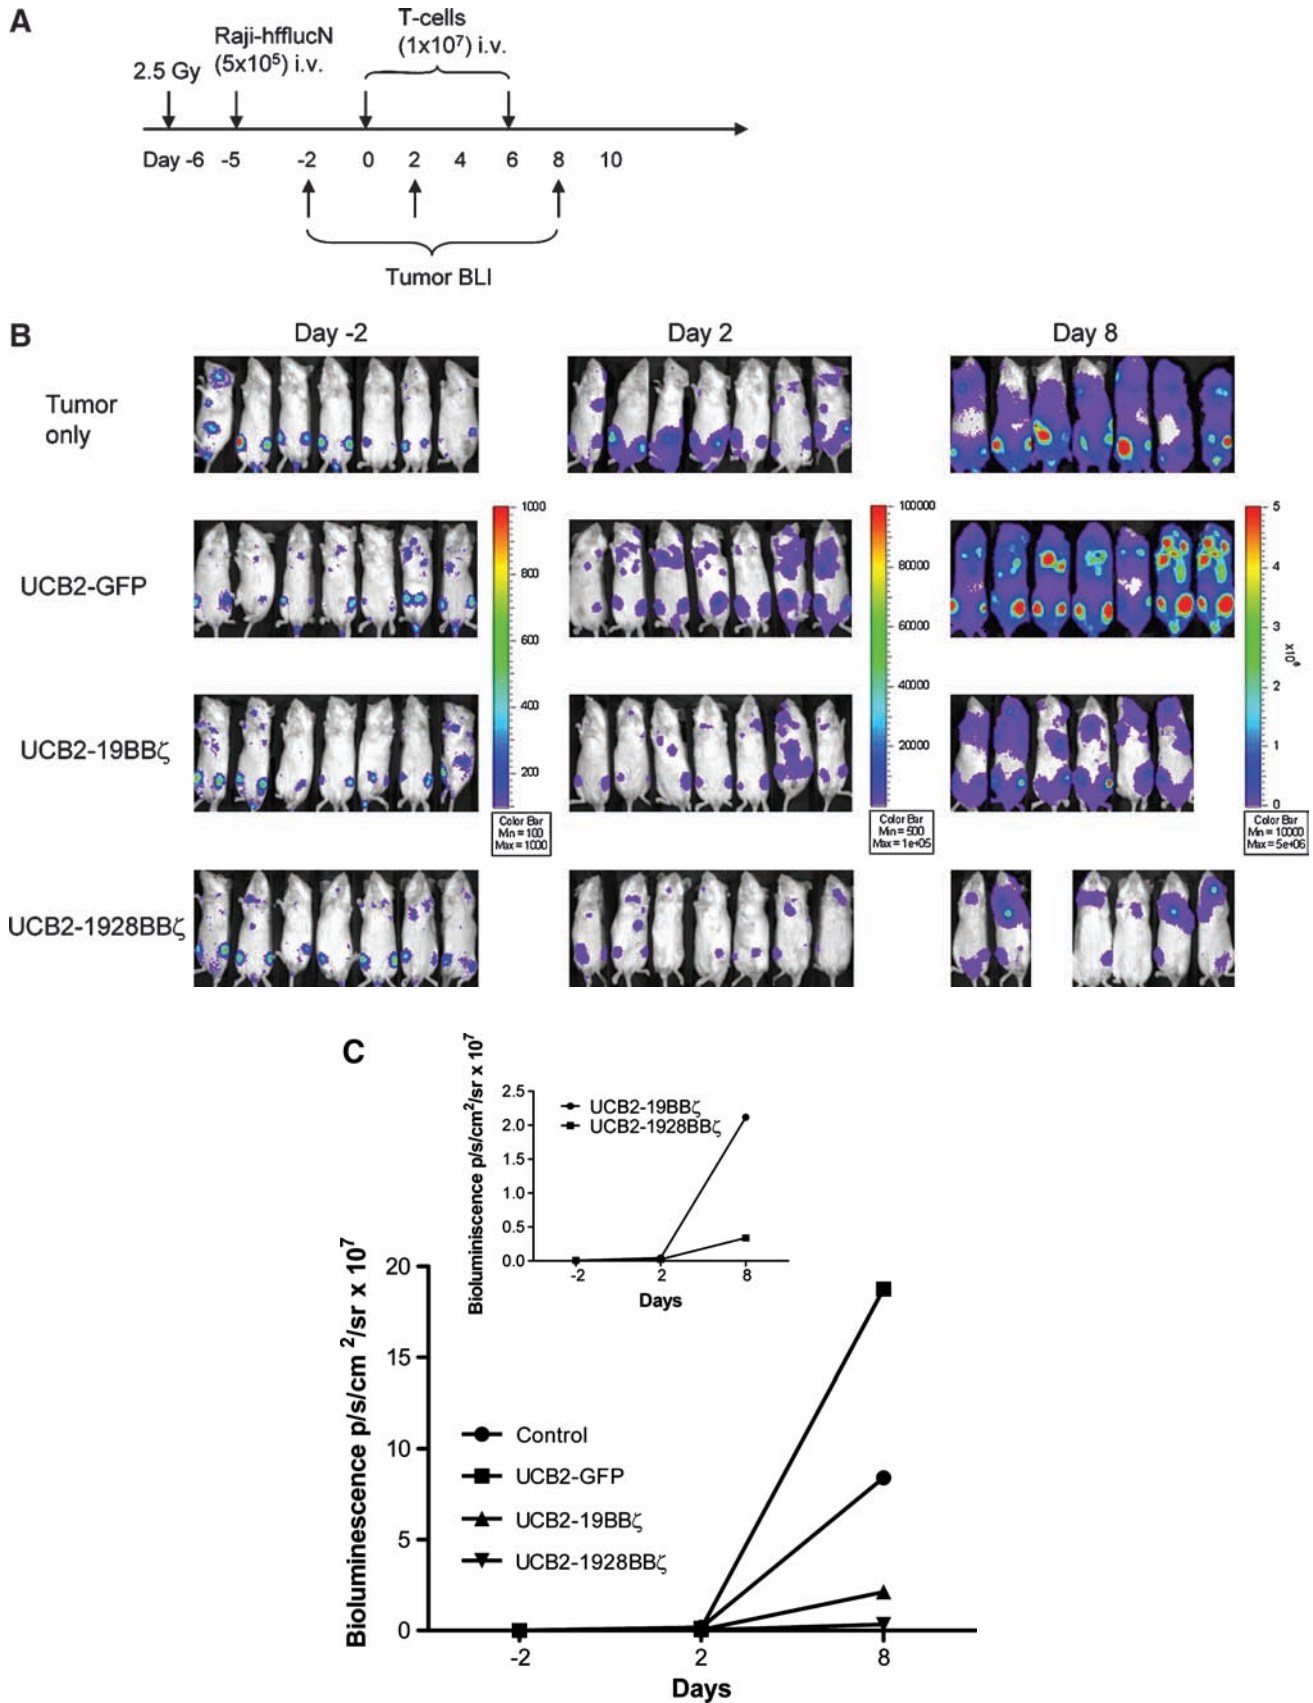 A
T-cells
(1x10⁷) i.v.
Raji-hfflucN
(5x10⁵) i.v.
2.5 Gy
Day -6 -5 -2 0 2 4 6 8 10
Tumor BLI
B
Day -2 Day 2 Day 8
Tumor
only
UCB2-GFP
UCB2-19BBζ
UCB2-1928BBζ
1000
800
600
400
200
Color Bar
Min = 100
Max = 1000
100000
80000
60000
40000
20000
Color Bar
Min = 500
Max = 1e+05
5
4
3
2
1
0
x10⁶
Color Bar
Min = 10000
Max = 5e+06
C
Bioluminiscence p/s/cm²/sr x 10⁷
2.5
2.0
1.5
1.0
0.5
0.0
UCB2-19BBζ
UCB2-1928BBζ
-2 2 8
Days
Bioluminescence p/s/cm²/sr x 10⁷
20
15
10
5
0
Control
UCB2-GFP
UCB2-19BBζ
UCB2-1928BBζ
-2 2 8
Days